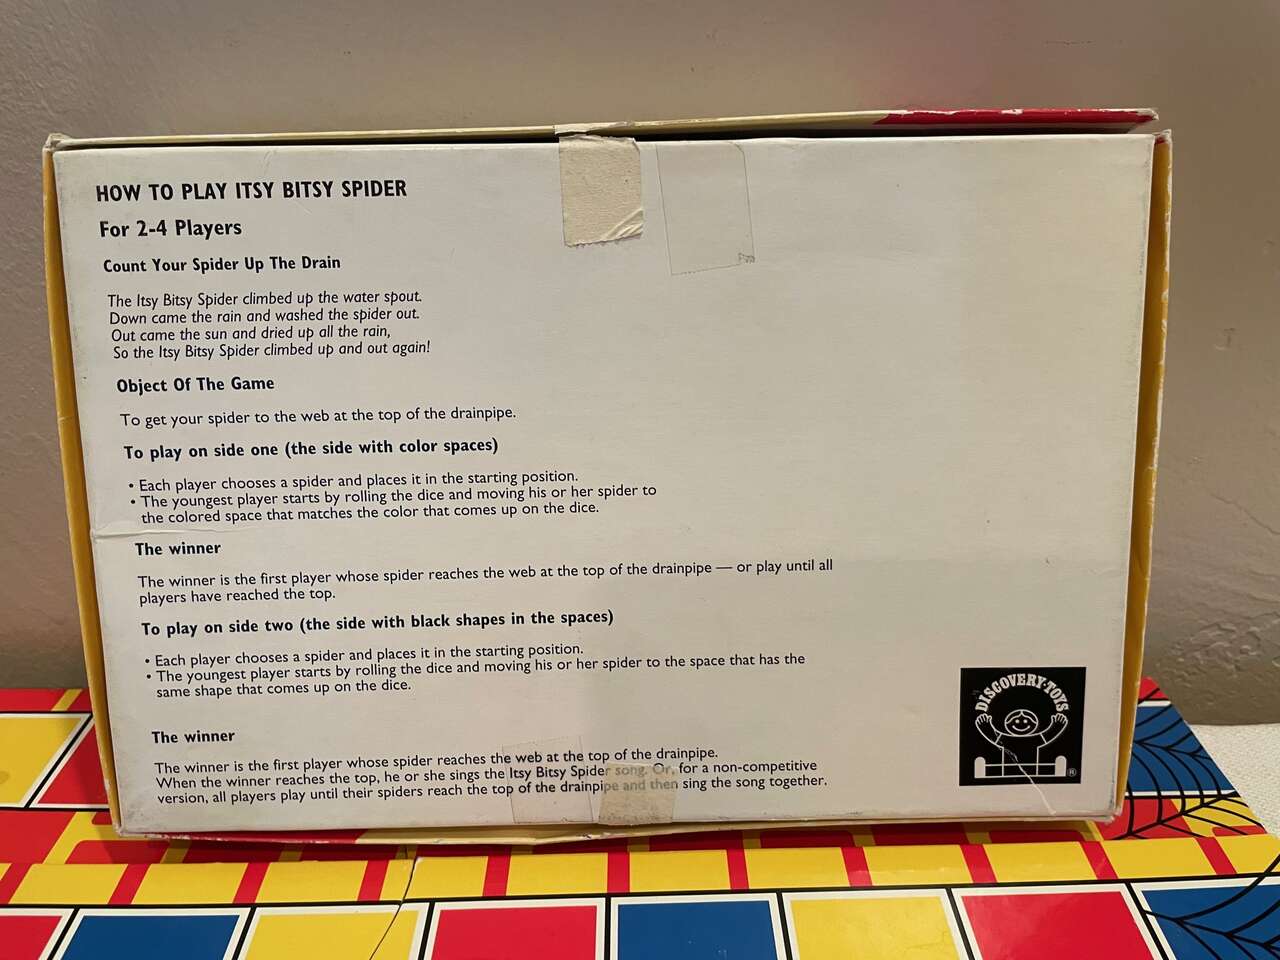 HOW TO PLAY ITSY BITSY SPIDER
For 2-4 Players
Count Your Spider Up The Drain
The Itsy Bitsy Spider climbed up the water spout.
Down came the rain and washed the spider out.
Out came the sun and dried up all the rain,
So the Itsy Bitsy Spider climbed up and out again!
Object Of The Game
To get your spider to the web at the top of the drainpipe.
To play on side one (the side with color spaces)
• Each player chooses a spider and places it in the starting position.
• The youngest player starts by rolling the dice and moving his or her spider to
the colored space that matches the color that comes up on the dice.
The winner
The winner is the first player whose spider reaches the web at the top of the drainpipe — or play until all
players have reached the top.
To play on side two (the side with black shapes in the spaces)
• Each player chooses a spider and places it in the starting position.
• The youngest player starts by rolling the dice and moving his or her spider to the space that has the
same shape that comes up on the dice.
The winner
The winner is the first player whose spider reaches the web at the top of the drainpipe.
When the winner reaches the top, he or she sings the Itsy Bitsy Spider song. Or, for a non-competitive
version, all players play until their spiders reach the top of the drainpipe and then sing the song together.
DISCOVERY TOYS
®